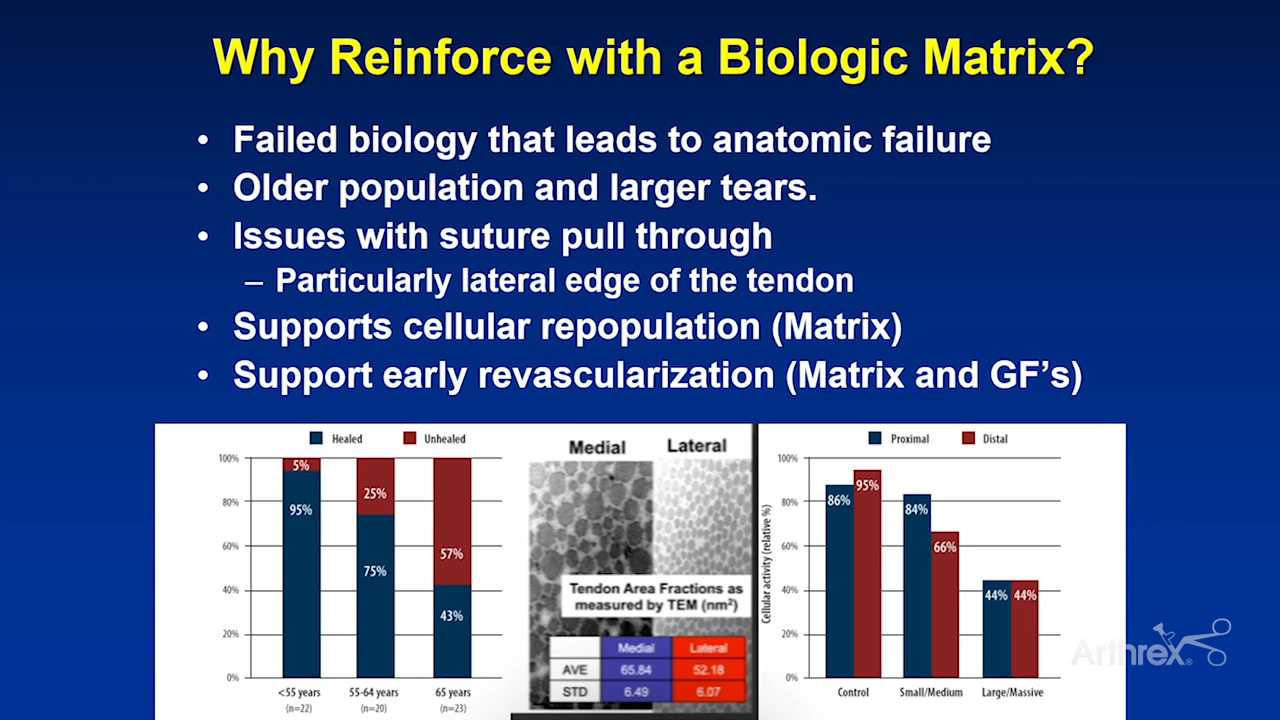 Why Reinforce with a Biologic Matrix?
• Failed biology that leads to anatomic failure
• Older population and larger tears.
• Issues with suture pull through
– Particularly lateral edge of the tendon
• Supports cellular repopulation (Matrix)
• Support early revascularization (Matrix and GF's)
Healed Unhealed
100%
80%
60%
40%
20%
0%
5%
95%
25%
75%
57%
43%
<55 years 55-64 years 65 years
(n=22) (n=20) (n=23)
Medial Lateral
Tendon Area Fractions as
measured by TEM (nm²)
Medial Lateral
AVE 65.84 52.18
STD 6.49 6.07
Proximal Distal
Cellular activity (relative %)
100%
80%
60%
40%
20%
0%
86% 95%
84% 66%
44% 44%
Control Small/Medium Large/Massive
Arthrex®